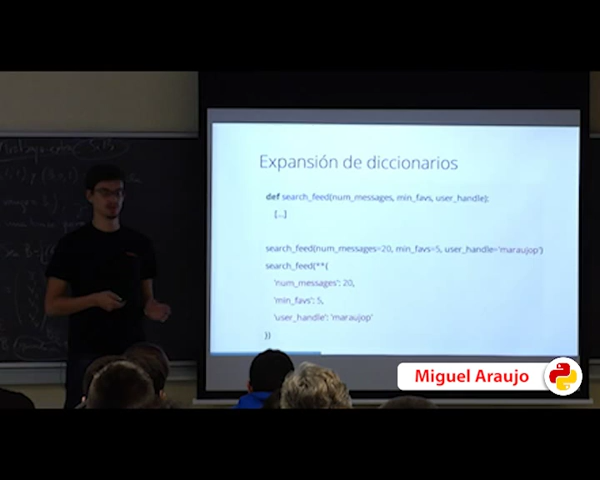 Expansión de diccionarios
def search_feed(num_messages, min_favs, user_handle):
[...]
search_feed(num_messages=20, min_favs=5, user_handle='maraujop')
search_feed(**{
'num_messages': 20,
'min_favs': 5,
'user_handle': 'maraujop'
})
Miguel Araujo